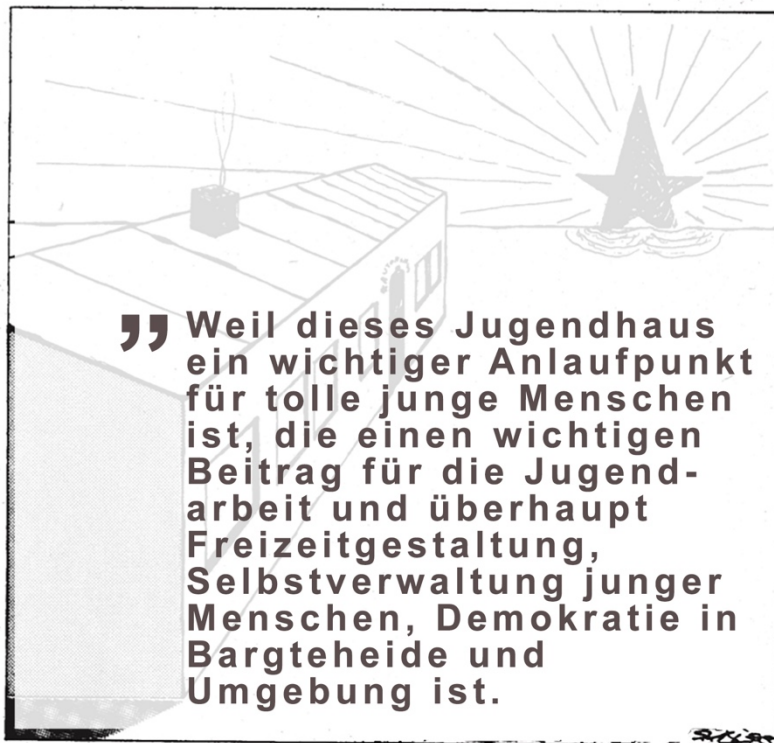 „ Weil dieses Jugendhaus
ein wichtiger Anlaufpunkt
für tolle junge Menschen
ist, die einen wichtigen
Beitrag für die Jugend-
arbeit und überhaupt
Freizeitgestaltung,
Selbstverwaltung junger
Menschen, Demokratie in
Bargteheide und
Umgebung ist.